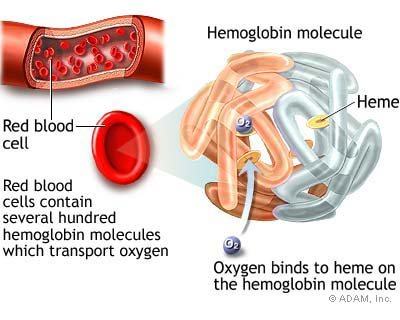 Hemoglobin molecule
Heme
Red blood
cell
O2
Red blood
cells contain
several hundred
hemoglobin molecules
which transport oxygen
O2
Oxygen binds to heme on
the hemoglobin molecule
© ADAM, Inc.